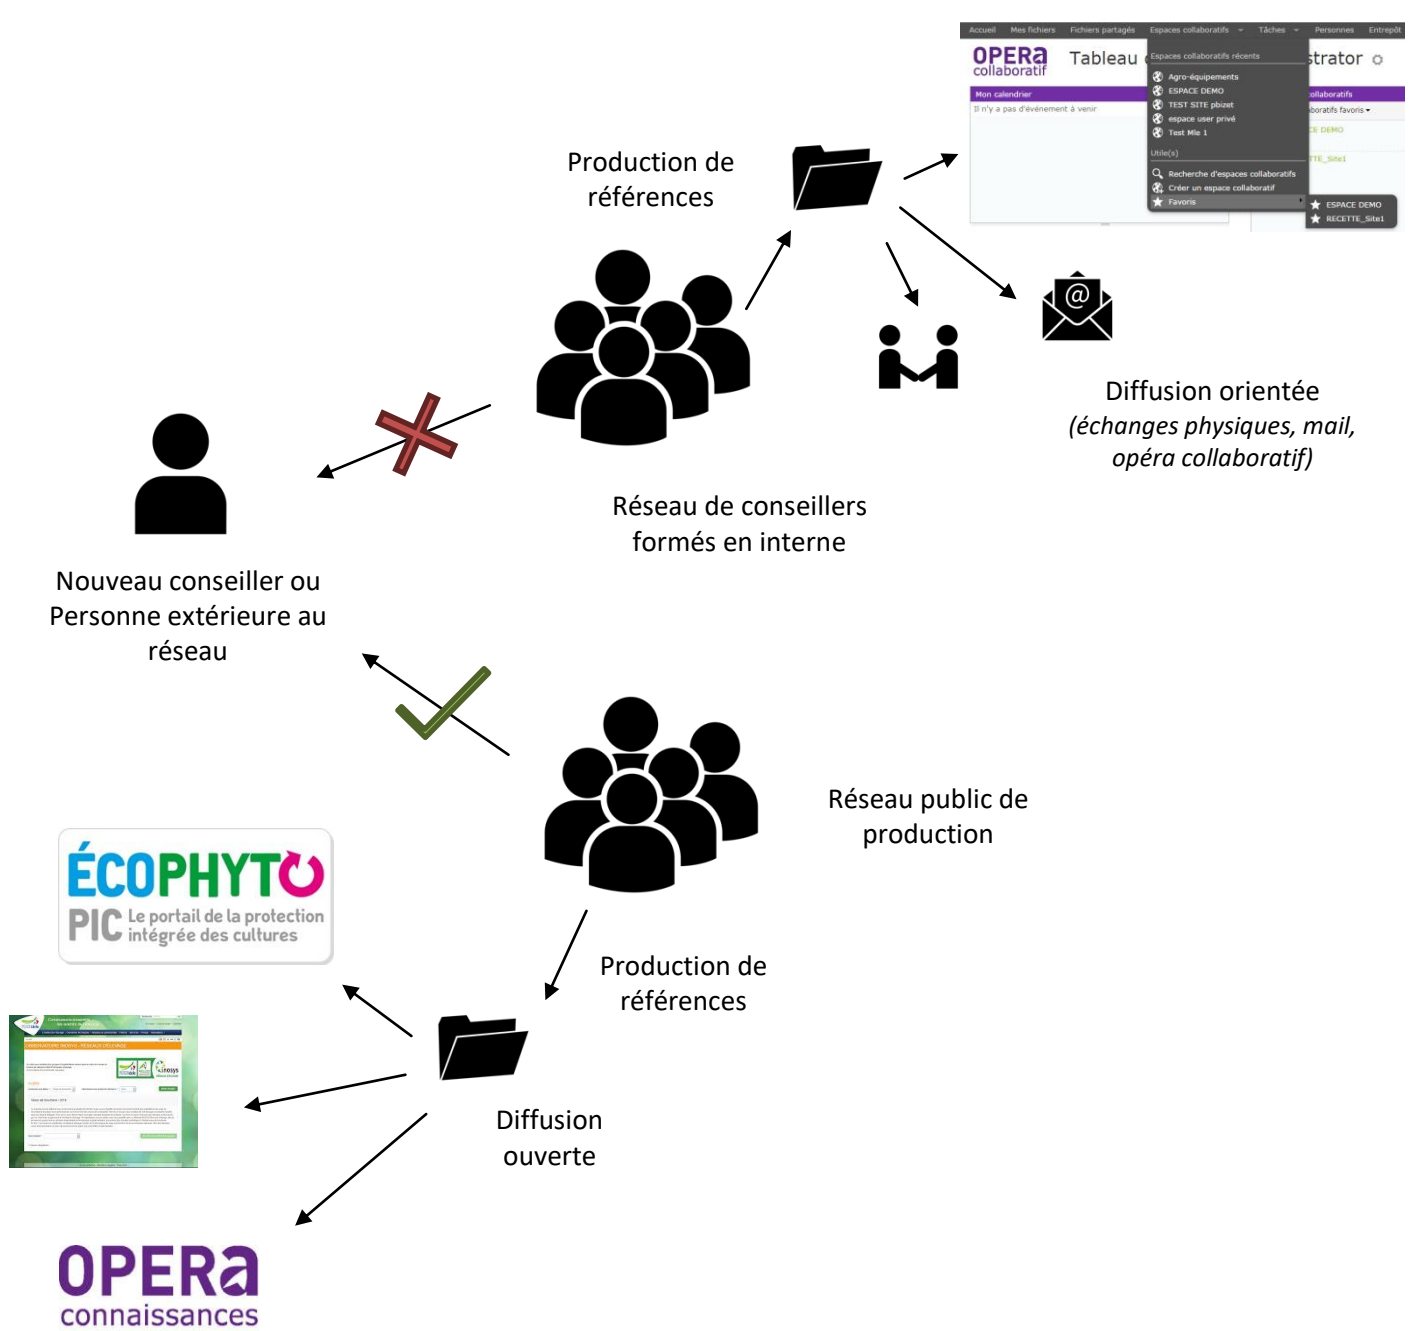 Accueil Mes fichiers Fichiers partagés Espaces collaboratifs Tâches Personnes Entrepôt
OPERa
collaboratif
Tableau
strator
Espaces collaboratifs récents
Mon calendrier
Il n'y a pas d'événement à venir
Agro-équipements
ESPACE DEMO
TEST SITE pbizet
espace user privé
Test Mle 1
Utile(s)
Recherche d'espaces collaboratifs
Créer un espace collaboratif
Favoris
ESPACE DEMO
RECETTE_Site1
Production de
références
@
Diffusion orientée
(échanges physiques, mail,
opéra collaboratif)
Réseau de conseillers
formés en interne
Nouveau conseiller ou
Personne extérieure au
réseau
Réseau public de
production
ÉCOPHYTO
PIC Le portail de la protection
intégrée des cultures
Production de
références
inosys
Diffusion
ouverte
OPERa
connaissances